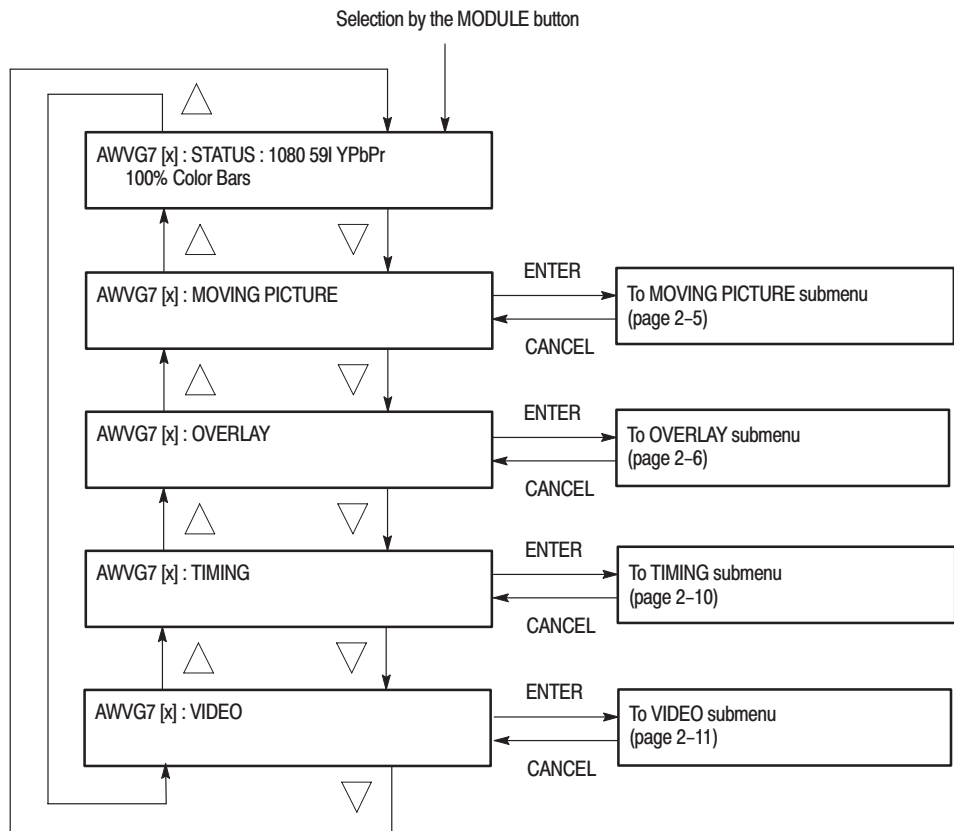 Selection by the MODULE button
AWVG7 [x] : STATUS : 1080 59I YPbPr
100% Color Bars
AWVG7 [x] : MOVING PICTURE
ENTER
CANCEL
To MOVING PICTURE submenu
(page 2–5)
AWVG7 [x] : OVERLAY
ENTER
CANCEL
To OVERLAY submenu
(page 2–6)
AWVG7 [x] : TIMING
ENTER
CANCEL
To TIMING submenu
(page 2–10)
AWVG7 [x] : VIDEO
ENTER
CANCEL
To VIDEO submenu
(page 2–11)